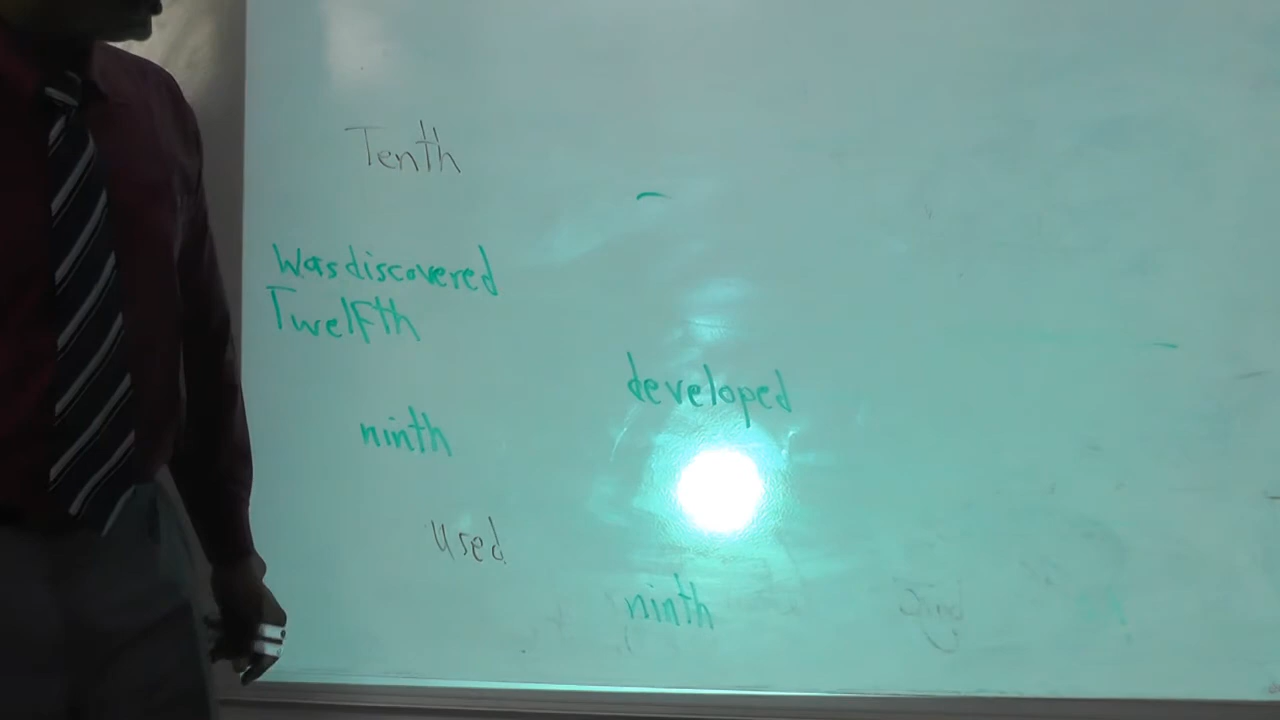 Tenth
Was discovered
Twelfth
developed
ninth
used
ninth